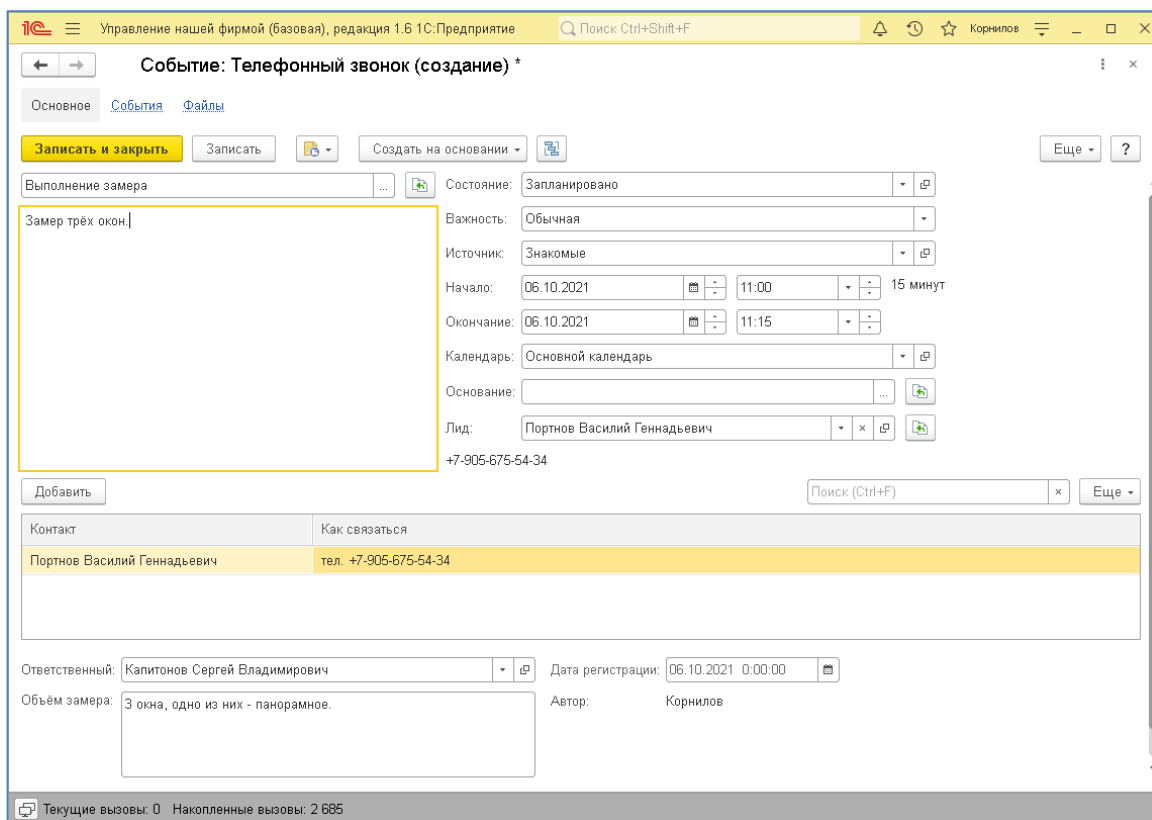 1С Управление нашей фирмой (базовая), редакция 1.6 1С:Предприятие Поиск Ctrl+Shift+F Корнилов
Событие: Телефонный звонок (создание) *
Основное События Файлы
Записать и закрыть Записать Создать на основании Еще ?
Выполнение замера ... Состояние: Запланировано
Замер трёх окон. Важность: Обычная
Источник: Знакомые
Начало: 06.10.2021 11:00 15 минут
Окончание: 06.10.2021 11:15
Календарь: Основной календарь
Основание: ...
Лид: Портнов Василий Геннадьевич
+7-905-675-54-34
Добавить Поиск (Ctrl+F) × Еще
Контакт Как связаться
Портнов Василий Геннадьевич тел. +7-905-675-54-34
Ответственный: Капитонов Сергей Владимирович Дата регистрации: 06.10.2021 0:00:00
Объём замера: 3 окна, одно из них - панорамное. Автор: Корнилов
Текущие вызовы: 0 Накопленные вызовы: 2 685